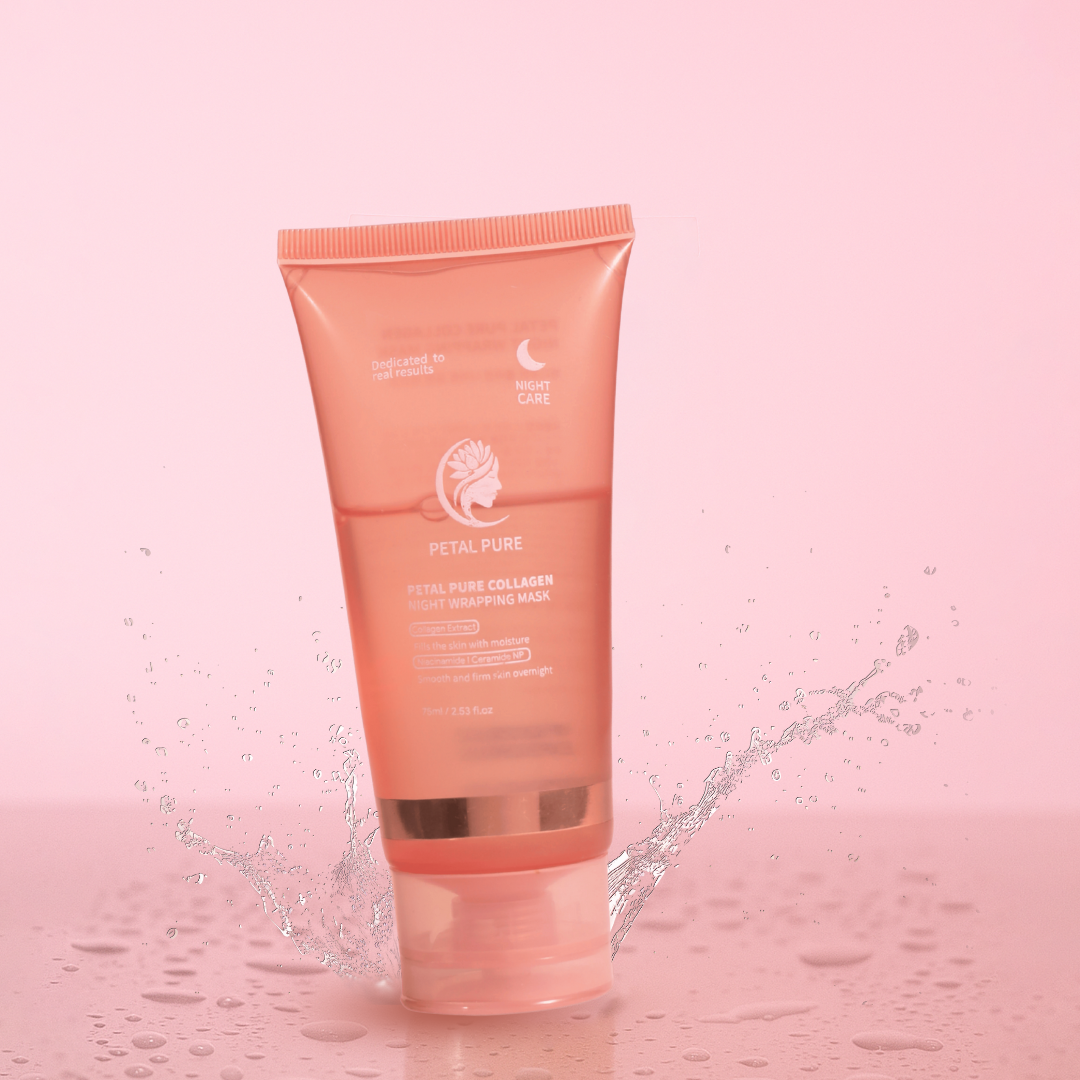 Dedicated to
real results
NIGHT
CARE
PETAL PURE
PETAL PURE COLLAGEN
NIGHT WRAPPING MASK
Collagen Extract
the skin with moisture
Niacinamide | Ceramide NP
Smooth and firm skin overnight
75ml / 2.53 fl.oz